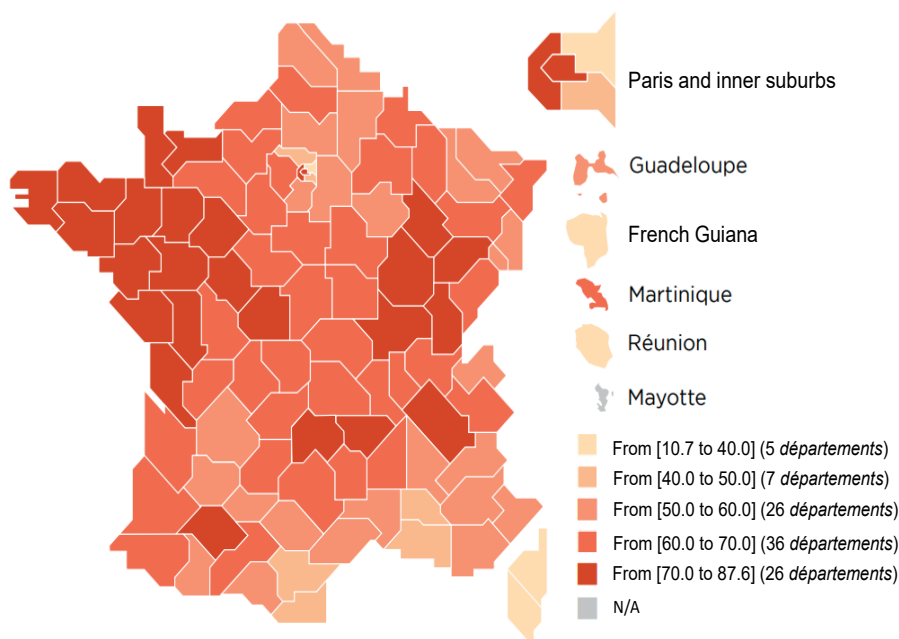 Paris and inner suburbs
Guadeloupe
French Guiana
Martinique
Réunion
Mayotte
From [10.7 to 40.0] (5 départements)
From [40.0 to 50.0] (7 départements)
From [50.0 to 60.0] (26 départements)
From [60.0 to 70.0] (36 départements)
From [70.0 to 87.6] (26 départements)
N/A